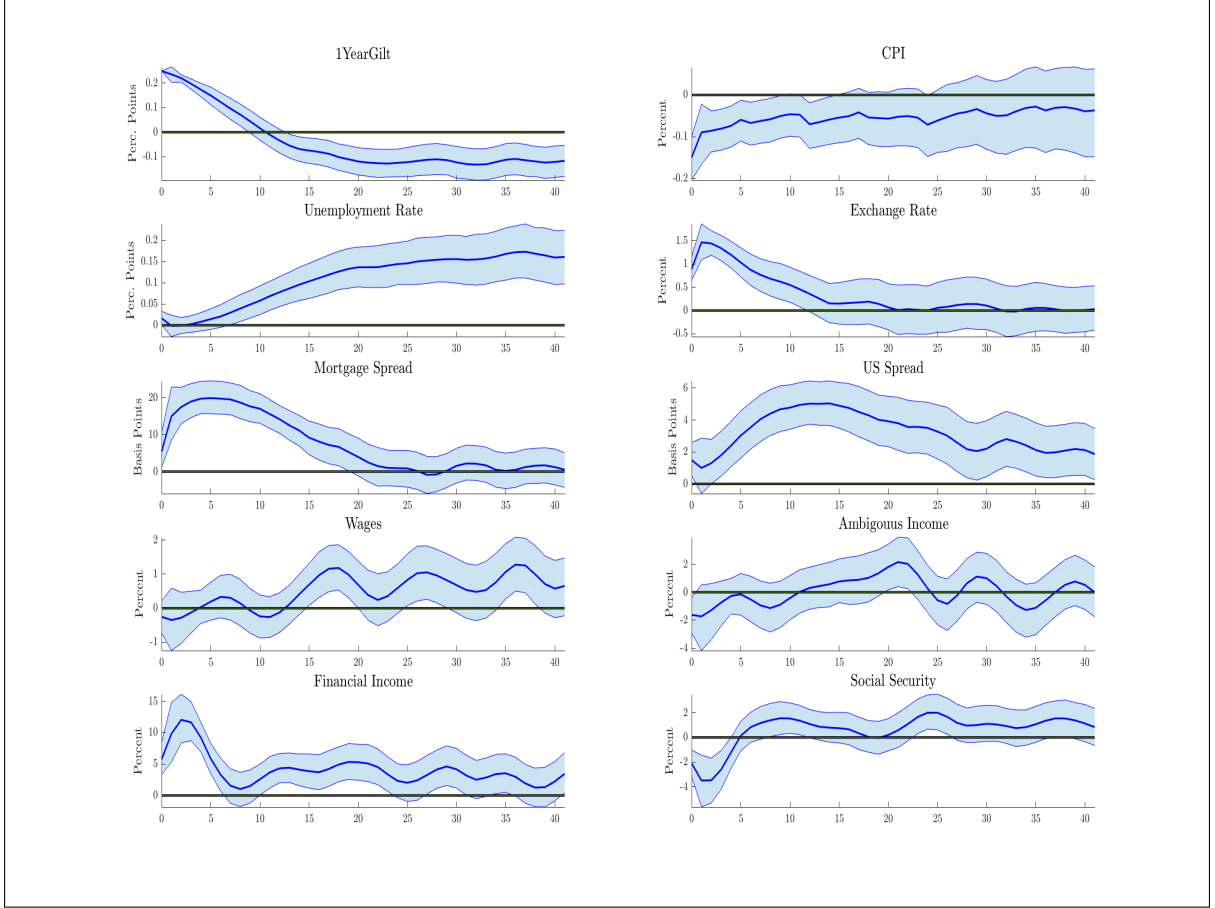 1YearGilt
Perc. Points
0.2
0.1
0
-0.1
0 5 10 15 20 25 30 35 40
CPI
Percent
0
-0.1
-0.2
0 5 10 15 20 25 30 35 40
Unemployment Rate
Perc. Points
0.2
0.15
0.1
0.05
0
0 5 10 15 20 25 30 35 40
Exchange Rate
Percent
1.5
1
0.5
0
-0.5
0 5 10 15 20 25 30 35 40
Mortgage Spread
Basis Points
20
10
0
0 5 10 15 20 25 30 35 40
US Spread
Basis Points
6
4
2
0
0 5 10 15 20 25 30 35 40
Wages
Percent
2
1
0
-1
0 5 10 15 20 25 30 35 40
Ambigouus Income
Percent
2
0
-2
-4
0 5 10 15 20 25 30 35 40
Financial Income
Percent
15
10
5
0
0 5 10 15 20 25 30 35 40
Social Security
Percent
2
0
-2
-4
0 5 10 15 20 25 30 35 40